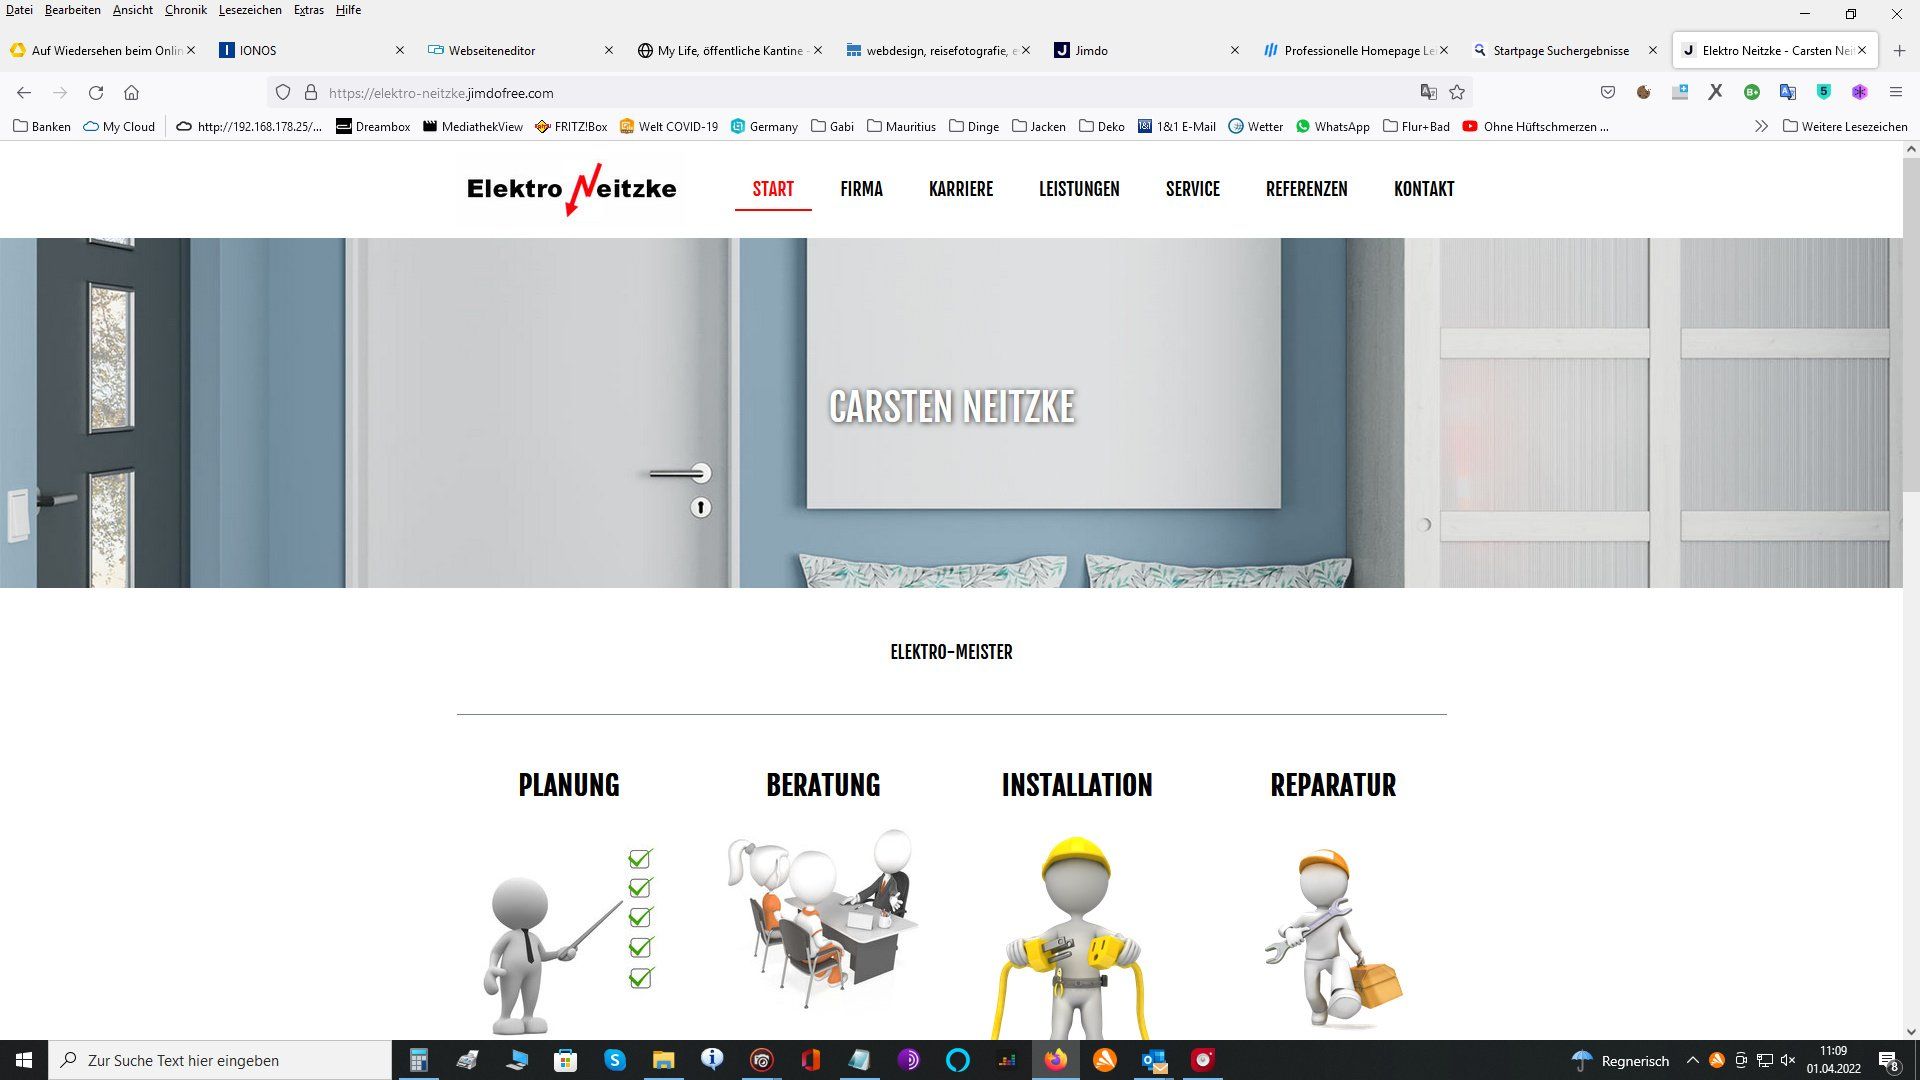 Datei Bearbeiten Ansicht Chronik Lesezeichen Extras Hilfe
Auf Wiedersehen beim Onlin IONOS Webseiteneditor My Life, öffentliche Kantine - webdesign, reisefotografie, e Jimdo Professionelle Homepage Lei Startpage Suchergebnisse Elektro Neitzke - Carsten Neit
https://elektro-neitzke.jimdofree.com
Banken My Cloud http://192.168.178.25/... Dreambox MediathekView FRITZ!Box Welt COVID-19 Germany Gabi Mauritius Dinge Jacken Deko 1&1 E-Mail Wetter WhatsApp Flur+Bad Ohne Hüftschmerzen ... Weitere Lesezeichen
Elektro Neitzke START FIRMA KARRIERE LEISTUNGEN SERVICE REFERENZEN KONTAKT
CARSTEN NEITZKE
ELEKTRO-MEISTER
PLANUNG BERATUNG INSTALLATION REPARATUR
Zur Suche Text hier eingeben
Regnerisch
11:09
01.04.2022
8